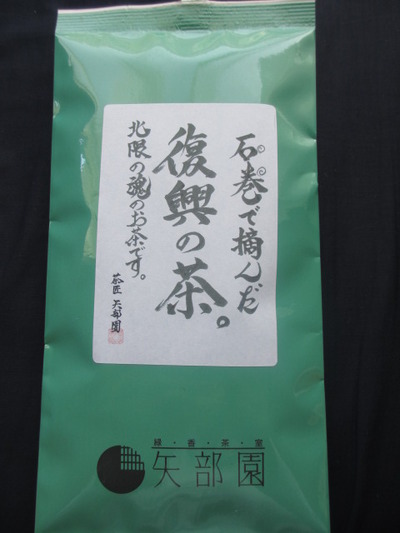 石巻で摘んだ
復興の茶。
北限の魂のお茶です。
茶匠 矢部園
緑・香・茶・室
矢部園